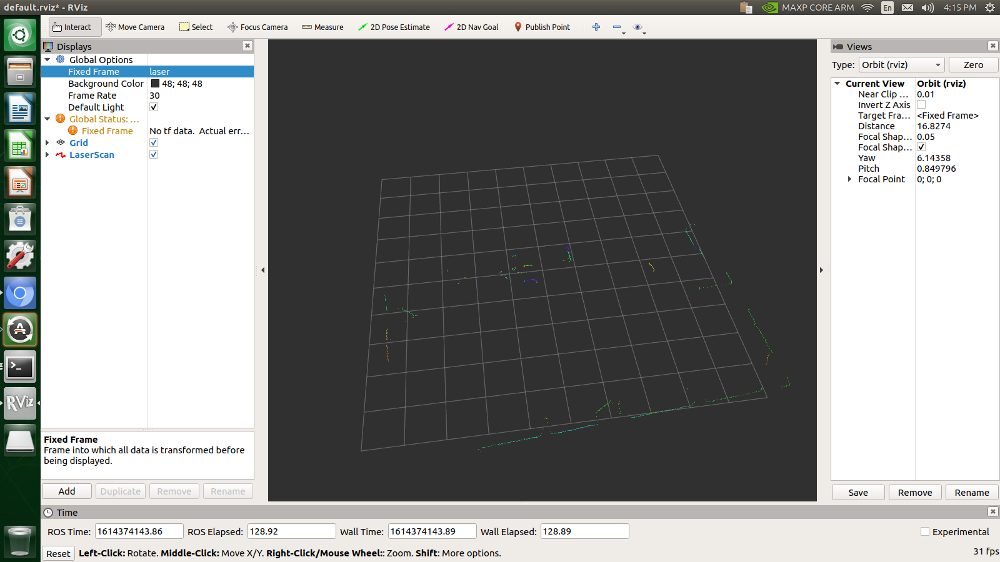 default.rviz* - RViz
MAXP CORE ARM
En
4:15 PM
Interact
Move Camera
Select
Focus Camera
Measure
2D Pose Estimate
2D Nav Goal
Publish Point
Displays
Global Options
Fixed Frame laser
Background Color 48; 48; 48
Frame Rate 30
Default Light
Global Status: ...
Fixed Frame No tf data. Actual err...
Grid
LaserScan
Fixed Frame
Frame into which all data is transformed before
being displayed.
Add Duplicate Remove Rename
Views
Type: Orbit (rviz) Zero
Current View Orbit (rviz)
Near Clip ... 0.01
Invert Z Axis
Target Fra... <Fixed Frame>
Distance 16.8274
Focal Shap... 0.05
Focal Shap...
Yaw 6.14358
Pitch 0.849796
Focal Point 0; 0; 0
Save Remove Rename
RViz
Time
ROS Time: 1614374143.86 ROS Elapsed: 128.92 Wall Time: 1614374143.89 Wall Elapsed: 128.89 Experimental
Reset Left-Click: Rotate. Middle-Click: Move X/Y. Right-Click/Mouse Wheel:: Zoom. Shift: More options. 31 fps